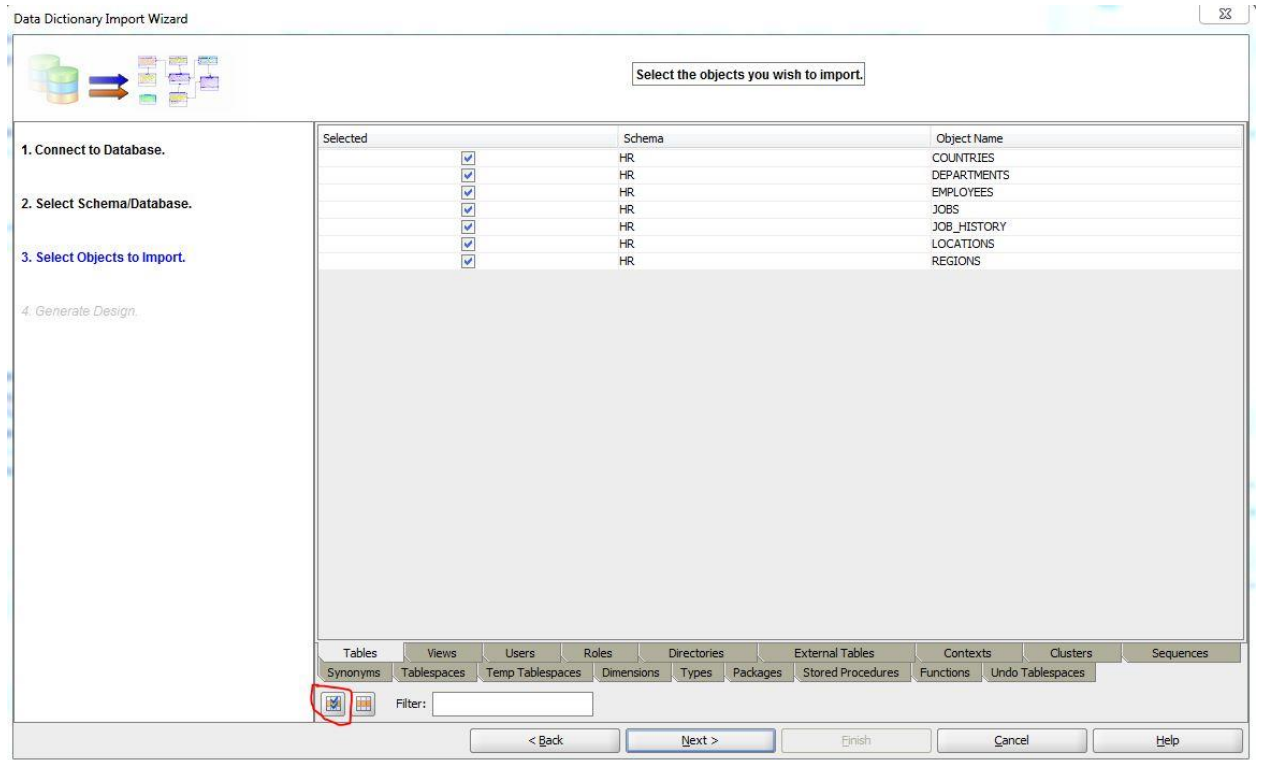 Data Dictionary Import Wizard
Select the objects you wish to import.
1. Connect to Database.
2. Select Schema/Database.
3. Select Objects to Import.
4. Generate Design.
Selected Schema Object Name
HR COUNTRIES
HR DEPARTMENTS
HR EMPLOYEES
HR JOBS
HR JOB_HISTORY
HR LOCATIONS
HR REGIONS
Tables Views Users Roles Directories External Tables Contexts Clusters Sequences
Synonyms Tablespaces Temp Tablespaces Dimensions Types Packages Stored Procedures Functions Undo Tablespaces
Filter:
< Back Next > Finish Cancel Help